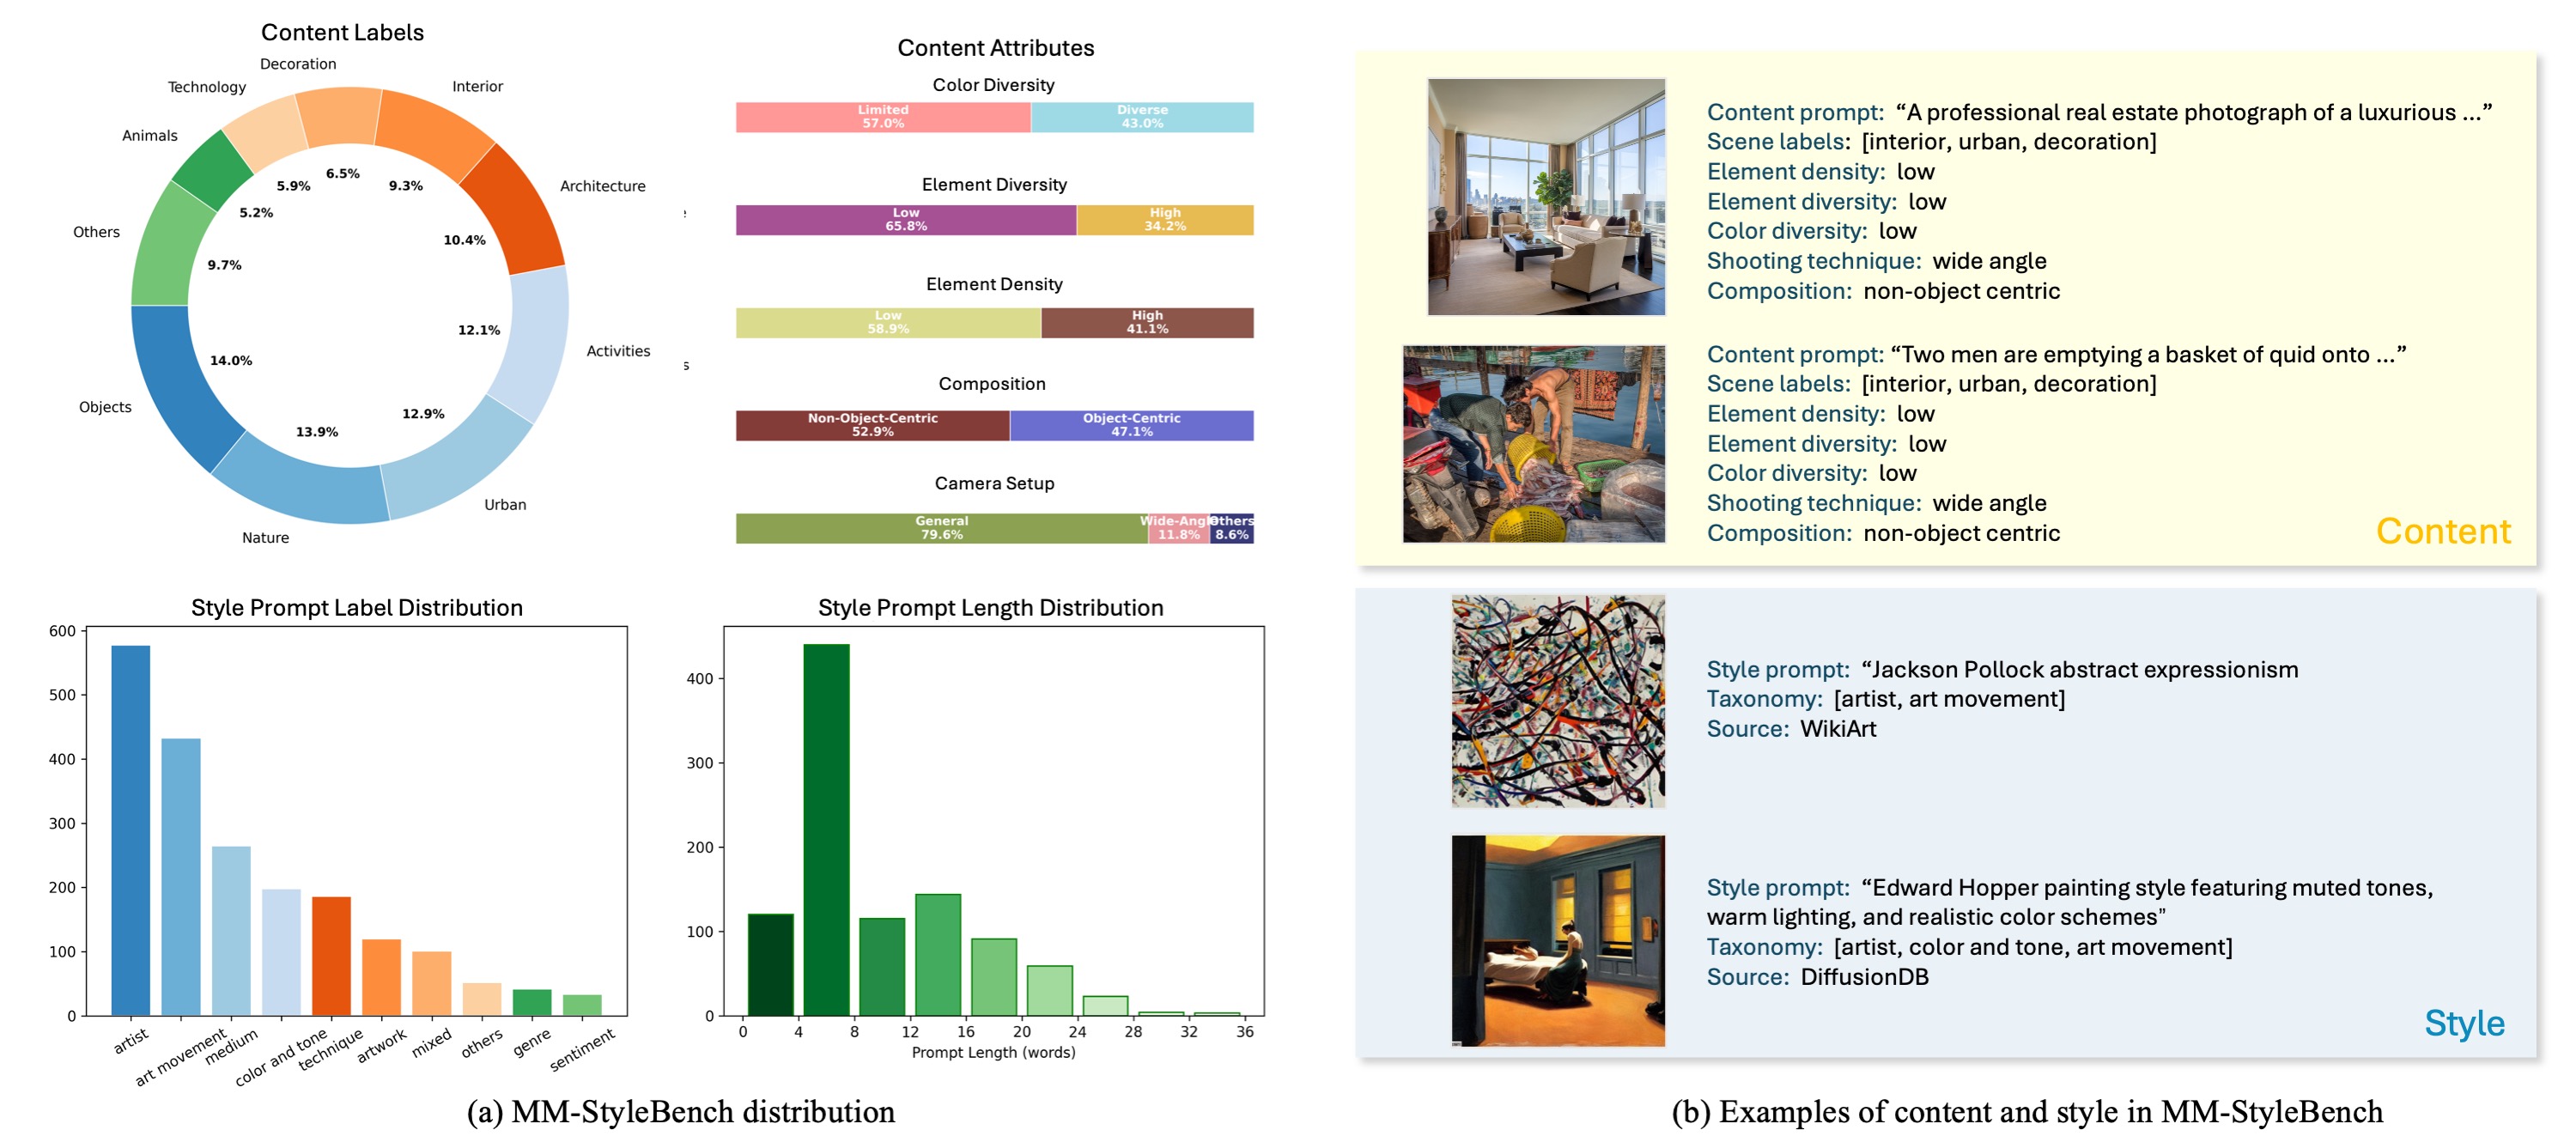 Content Labels
Decoration
Technology
Interior
Animals
Architecture
Others
Activities
Objects
Urban
Nature
6.5%
5.9%
9.3%
5.2%
10.4%
9.7%
12.1%
14.0%
12.9%
13.9%
e
s
Content Attributes
Color Diversity
Limited
57.0%
Diverse
43.0%
Element Diversity
Low
65.8%
High
34.2%
Element Density
Low
58.9%
High
41.1%
Composition
Non-Object-Centric
52.9%
Object-Centric
47.1%
Camera Setup
General
79.6%
Wide-Angle
11.8%
Others
8.6%
Style Prompt Label Distribution
600
500
400
300
200
100
0
artist
art movement
medium
color and tone
technique
artwork
mixed
others
genre
sentiment
Style Prompt Length Distribution
400
300
200
100
0
0 4 8 12 16 20 24 28 32 36
Prompt Length (words)
(a) MM-StyleBench distribution
Content prompt: “A professional real estate photograph of a luxurious ...”
Scene labels: [interior, urban, decoration]
Element density: low
Element diversity: low
Color diversity: low
Shooting technique: wide angle
Composition: non-object centric
Content prompt: “Two men are emptying a basket of quid onto ...”
Scene labels: [interior, urban, decoration]
Element density: low
Element diversity: low
Color diversity: low
Shooting technique: wide angle
Composition: non-object centric
Content
Style prompt: “Jackson Pollock abstract expressionism
Taxonomy: [artist, art movement]
Source: WikiArt
Style prompt: “Edward Hopper painting style featuring muted tones,
warm lighting, and realistic color schemes”
Taxonomy: [artist, color and tone, art movement]
Source: DiffusionDB
Style
(b) Examples of content and style in MM-StyleBench